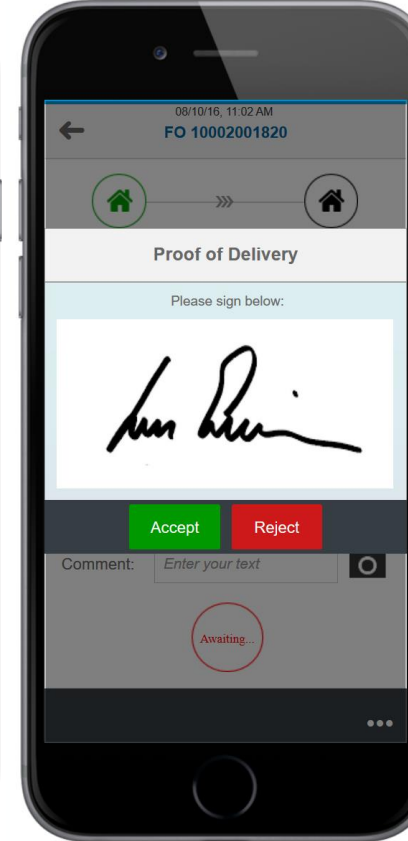 08/10/16, 11:02 AM
FO 10002001820
Proof of Delivery
Please sign below:
Accept Reject
Comment: Enter your text
Awaiting...